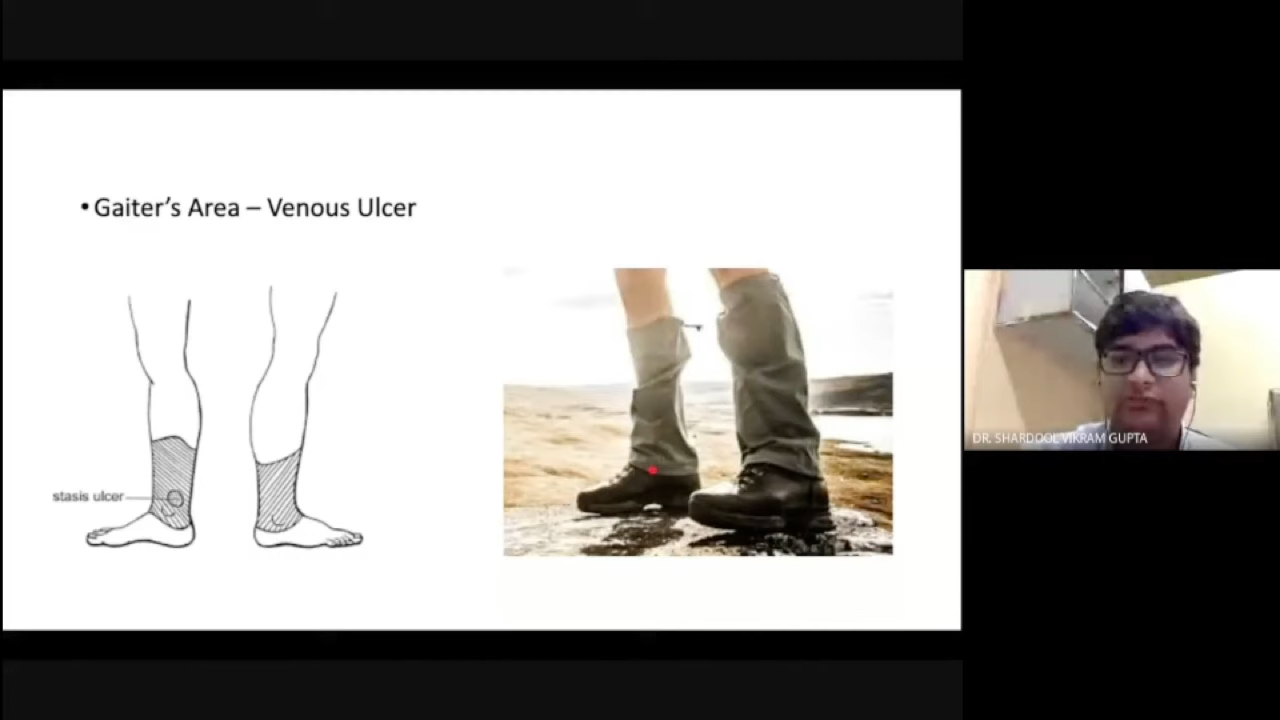 • Gaiter's Area – Venous Ulcer
stasis ulcer
DR. SHARDOOL VIKRAM GUPTA